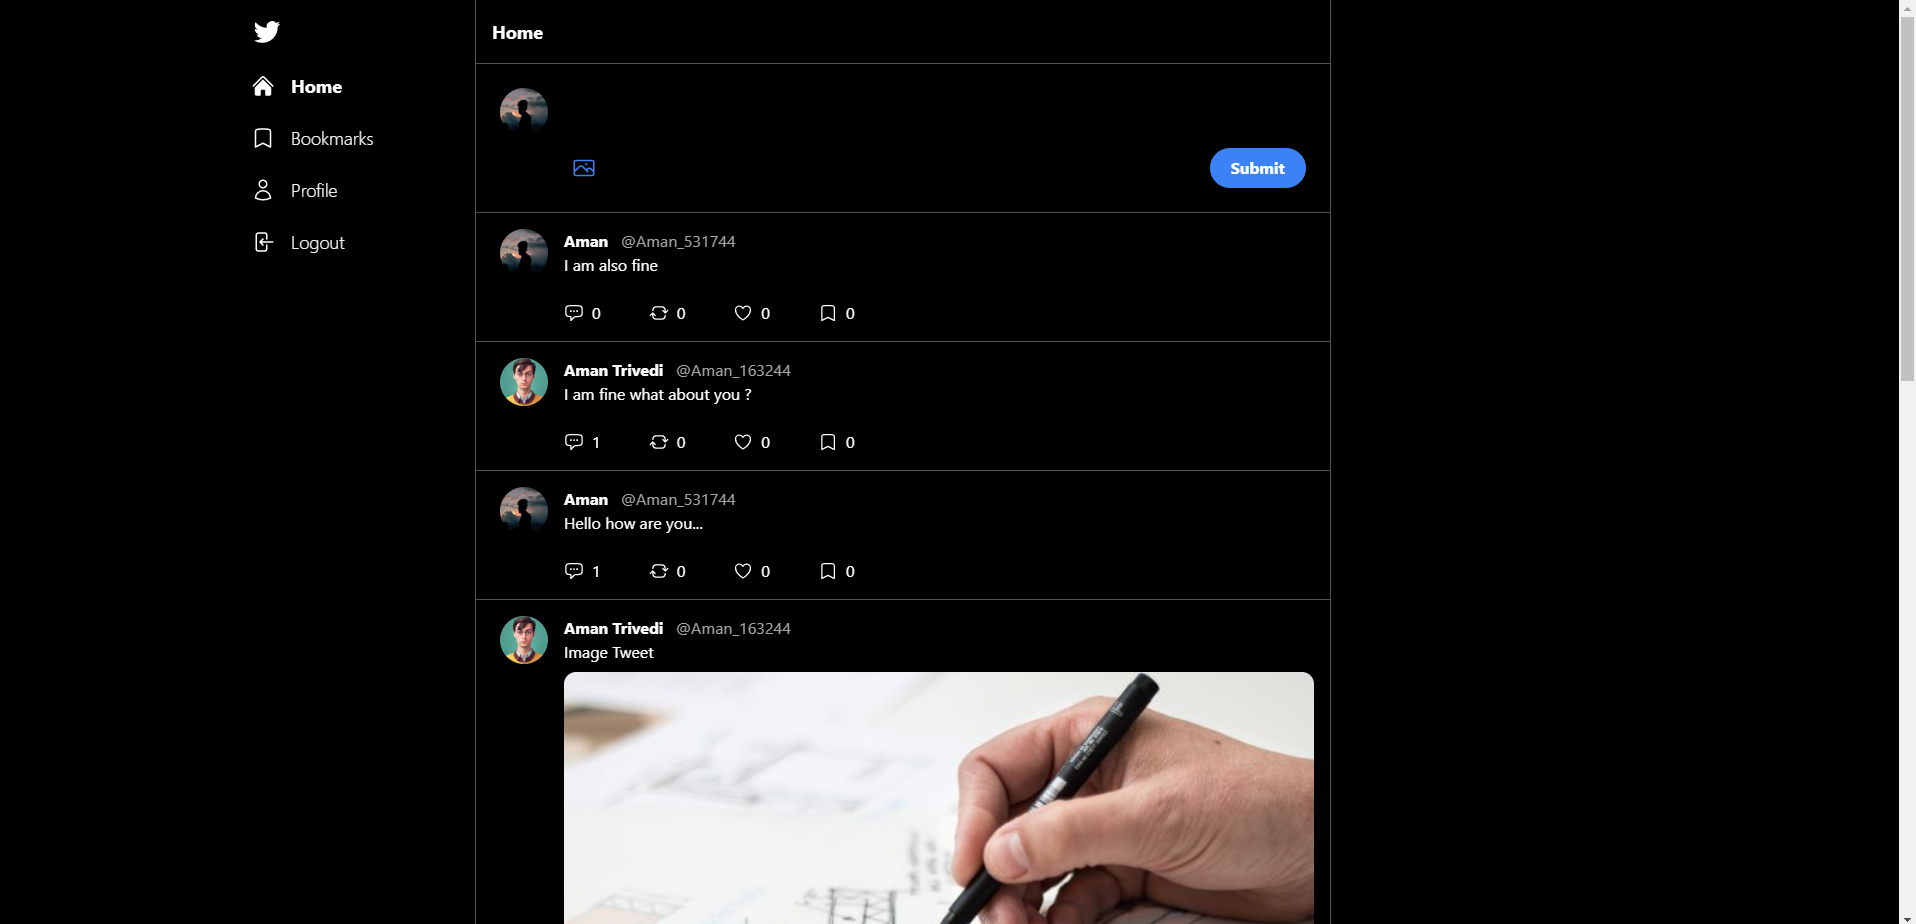 Home
Home
Bookmarks
Profile
Logout
Submit
Aman @Aman_531744
I am also fine
0 0 0 0
Aman Trivedi @Aman_163244
I am fine what about you ?
1 0 0 0
Aman @Aman_531744
Hello how are you...
1 0 0 0
Aman Trivedi @Aman_163244
Image Tweet